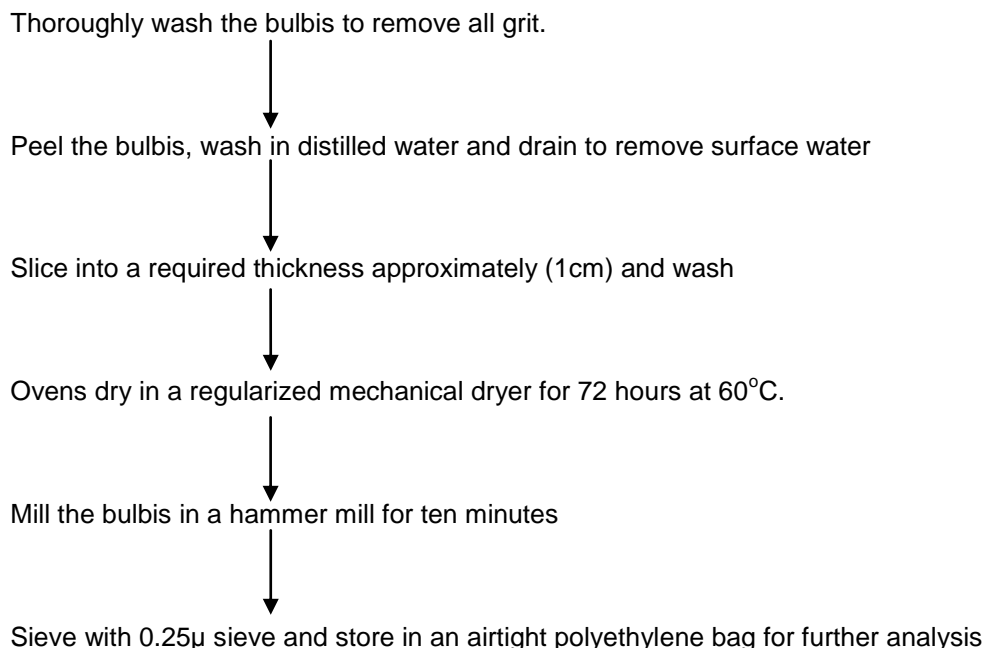 Thoroughly wash the bulbis to remove all grit.
Peel the bulbis, wash in distilled water and drain to remove surface water
Slice into a required thickness approximately (1cm) and wash
Ovens dry in a regularized mechanical dryer for 72 hours at 60°C.
Mill the bulbis in a hammer mill for ten minutes
Sieve with 0.25µ sieve and store in an airtight polyethylene bag for further analysis